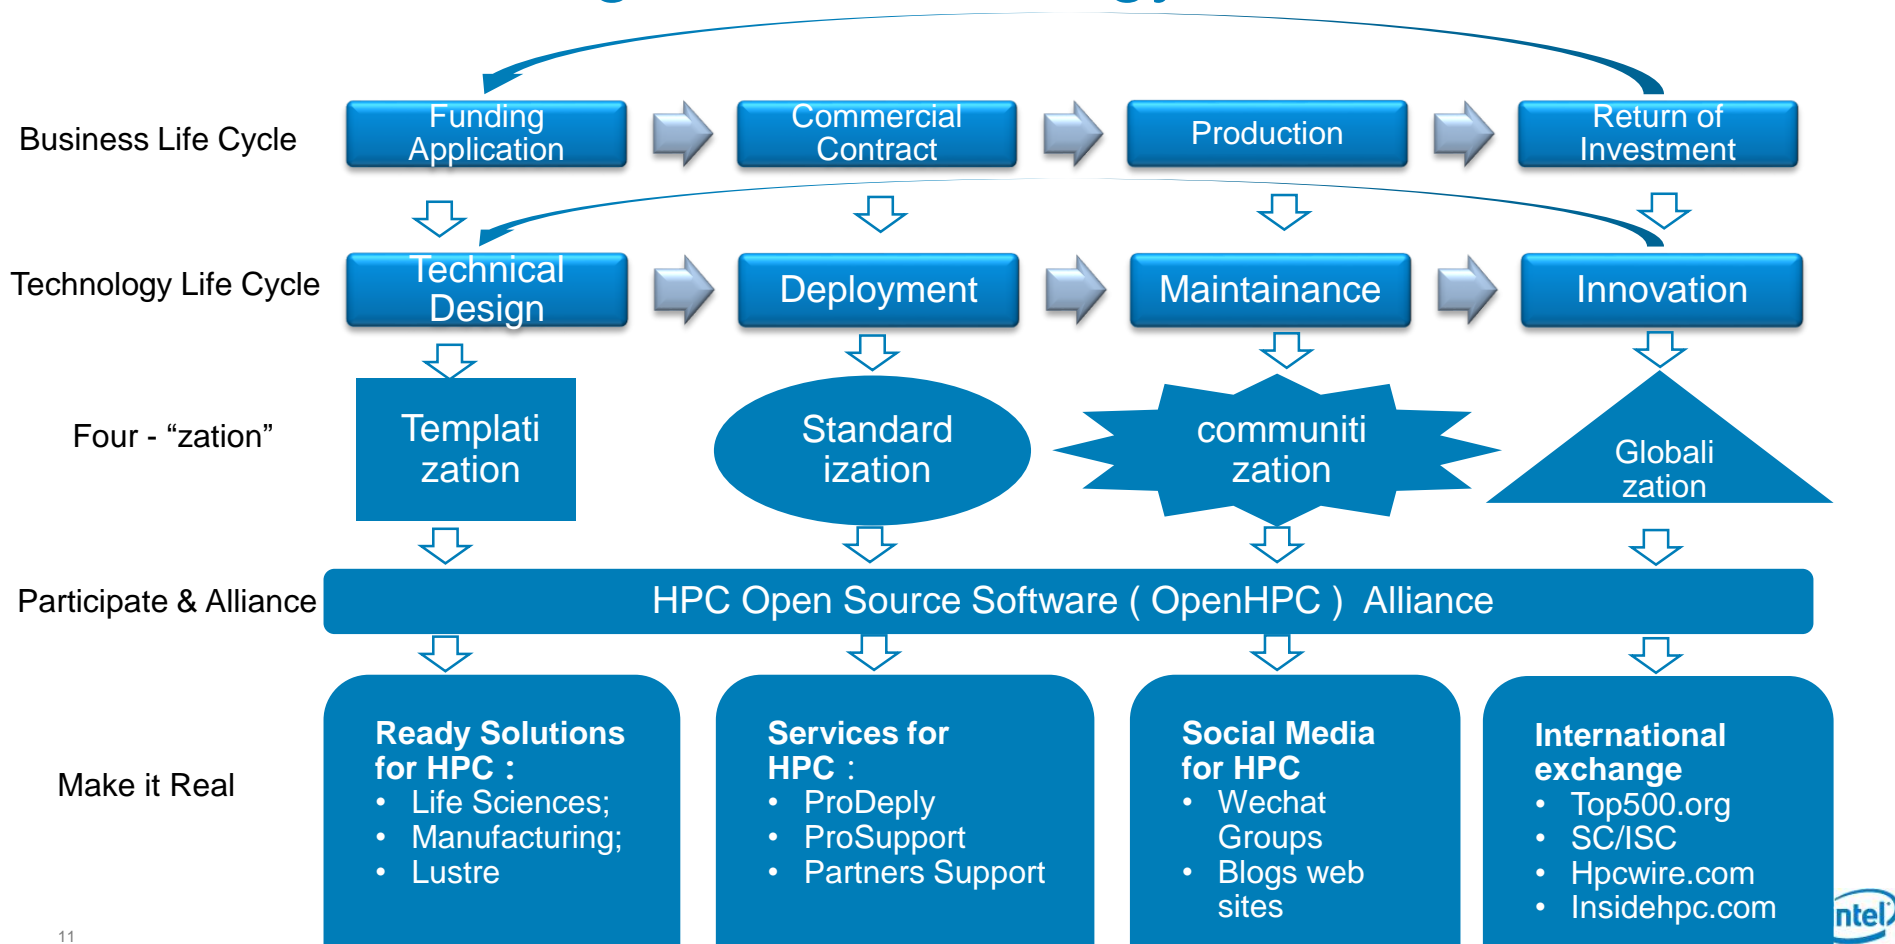 Business Life Cycle
Funding
Application
Commercial
Contract
Production
Return of
Investment
Technology Life Cycle
Technical
Design
Deployment
Maintainance
Innovation
Four - “zation”
Templati
zation
Standard
ization
communiti
zation
Globali
zation
Participate & Alliance
HPC Open Source Software ( OpenHPC ) Alliance
Make it Real
Ready Solutions
for HPC :
• Life Sciences;
• Manufacturing;
• Lustre
Services for
HPC :
• ProDeply
• ProSupport
• Partners Support
Social Media
for HPC
• Wechat
Groups
• Blogs web
sites
International
exchange
• Top500.org
• SC/ISC
• Hpcwire.com
• Insidehpc.com
ntel
11